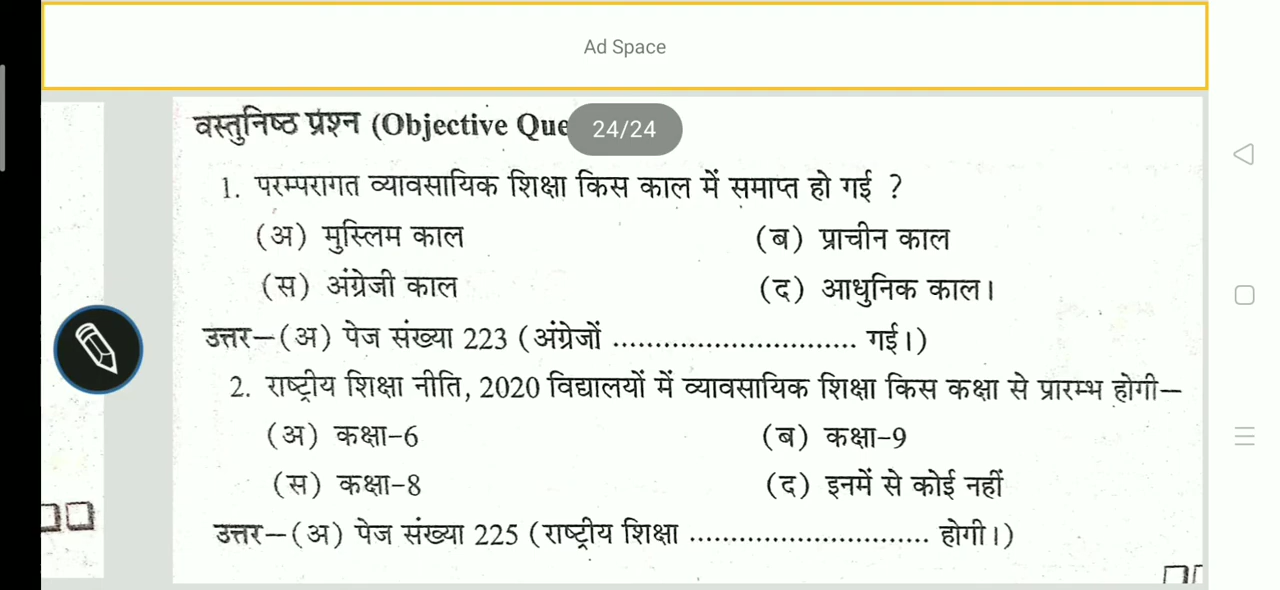 Ad Space
वस्तुनिष्ठ प्रश्न (Objective Que
24/24
1. परम्परागत व्यावसायिक शिक्षा किस काल में समाप्त हो गई ?
(अ) मुस्लिम काल (ब) प्राचीन काल
(स) अंग्रेजी काल (द) आधुनिक काल।
उत्तर–(अ) पेज संख्या 223 (अंग्रेजों .............................. गई।)
2. राष्ट्रीय शिक्षा नीति, 2020 विद्यालयों में व्यावसायिक शिक्षा किस कक्षा से प्रारम्भ होगी–
(अ) कक्षा-6 (ब) कक्षा-9
(स) कक्षा-8 (द) इनमें से कोई नहीं
उत्तर–(अ) पेज संख्या 225 (राष्ट्रीय शिक्षा ............................. होगी।)